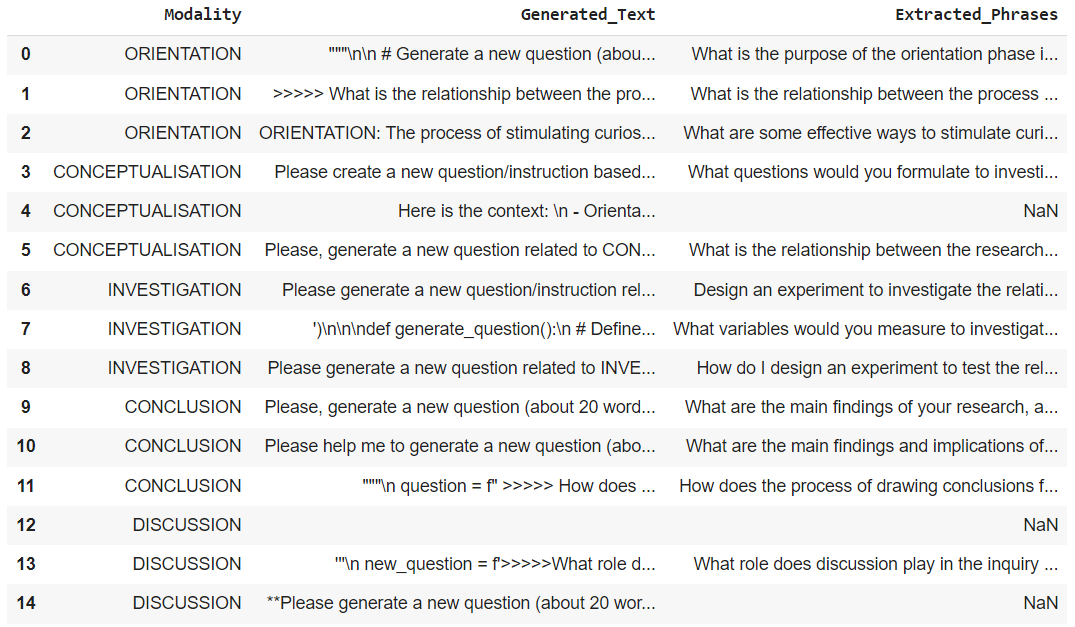 Modality Generated_Text Extracted_Phrases
0 ORIENTATION """\n\n # Generate a new question (abou... What is the purpose of the orientation phase i...
1 ORIENTATION >>>>> What is the relationship between the pro... What is the relationship between the process ...
2 ORIENTATION ORIENTATION: The process of stimulating curios... What are some effective ways to stimulate curi...
3 CONCEPTUALISATION Please create a new question/instruction based... What questions would you formulate to investi...
4 CONCEPTUALISATION Here is the context: \n - Orienta... NaN
5 CONCEPTUALISATION Please, generate a new question related to CON... What is the relationship between the research...
6 INVESTIGATION Please generate a new question/instruction rel... Design an experiment to investigate the relati...
7 INVESTIGATION ')\n\n\ndef generate_question():\n # Define... What variables would you measure to investigat...
8 INVESTIGATION Please generate a new question related to INVE... How do I design an experiment to test the rel...
9 CONCLUSION Please, generate a new question (about 20 word... What are the main findings of your research, a...
10 CONCLUSION Please help me to generate a new question (abo... What are the main findings and implications of...
11 CONCLUSION """\n question = f" >>>>> How does ... How does the process of drawing conclusions f...
12 DISCUSSION NaN
13 DISCUSSION '"\n new_question = f'>>>>>What role d... What role does discussion play in the inquiry ...
14 DISCUSSION **Please generate a new question (about 20 wor... NaN